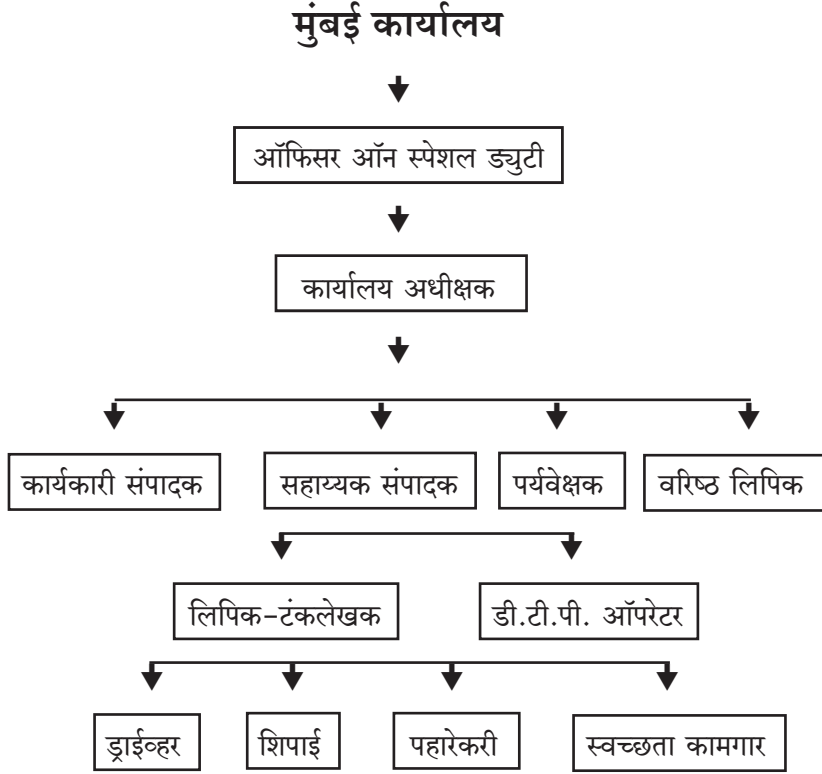 मुंबई कार्यालय
ऑफिसर ऑन स्पेशल ड्युटी
कार्यालय अधीक्षक
कार्यकारी संपादक
सहाय्यक संपादक
पर्यवेक्षक
वरिष्ठ लिपिक
लिपिक-टंकलेखक
डी.टी.पी. ऑपरेटर
ड्राईव्हर
शिपाई
पहारेकरी
स्वच्छता कामगार